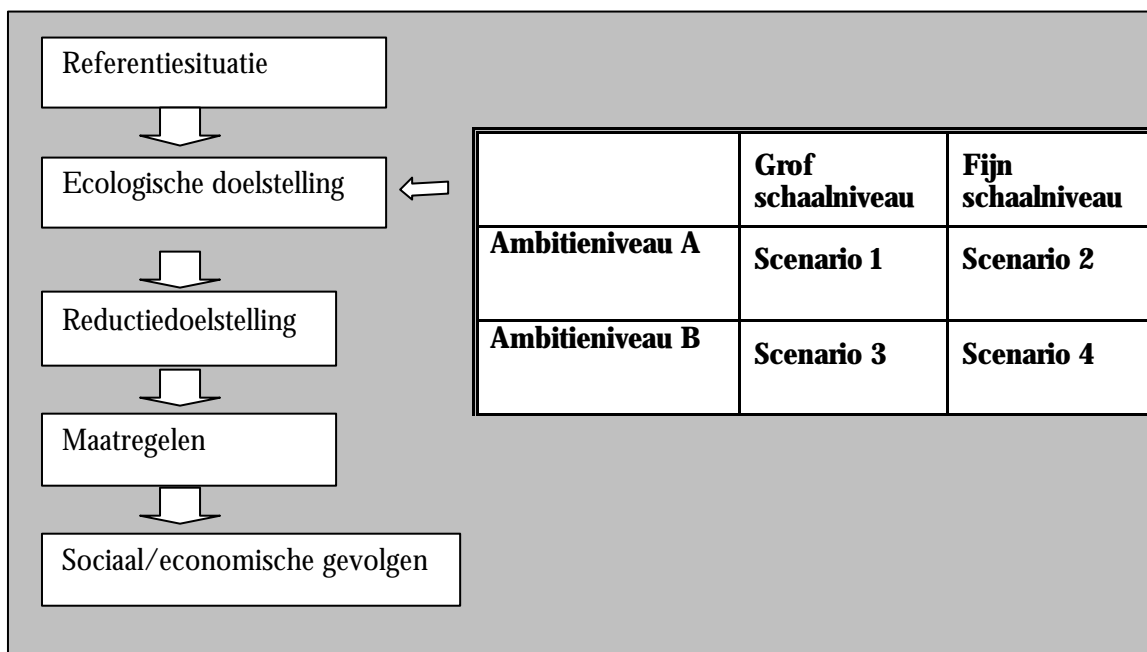 Referentiesituatie
Ecologische doelstelling
Reductiedoelstelling
Maatregelen
Sociaal/economische gevolgen
Grof
schaalniveau
Fijn
schaalniveau
Ambitieniveau A
Scenario 1
Scenario 2
Ambitieniveau B
Scenario 3
Scenario 4